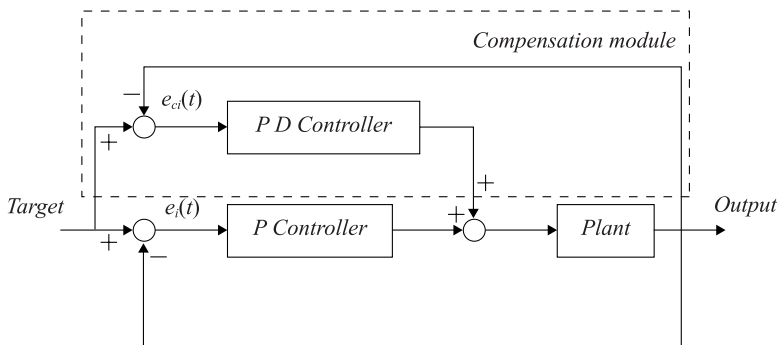 Compensation module
−
e_ci(t)
P D Controller
+
+
Target
e_i(t)
+
Output
P Controller
Plant
+
−